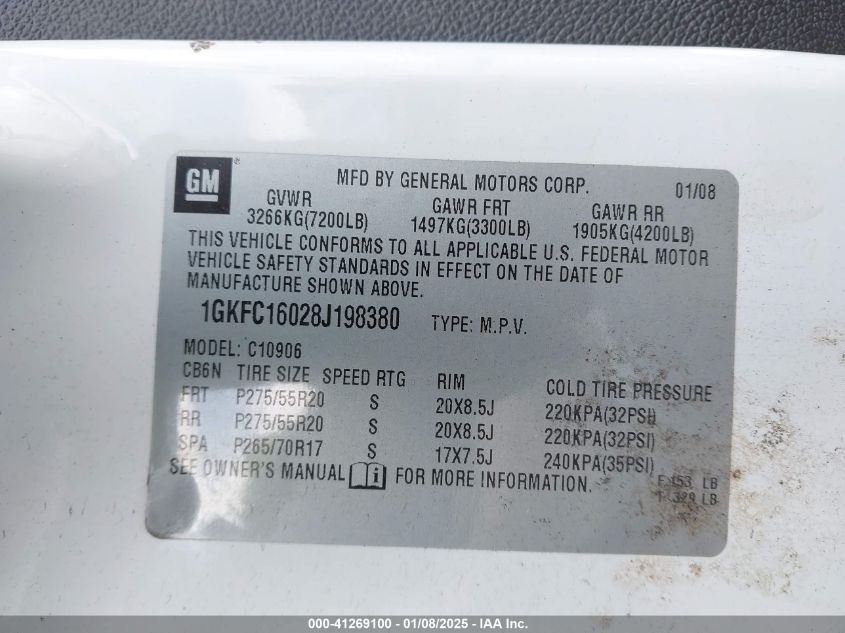 GM® MFD BY GENERAL MOTORS CORP. 01/08
GVWR GAWR FRT GAWR RR
3266KG(7200LB) 1497KG(3300LB) 1905KG(4200LB)
THIS VEHICLE CONFORMS TO ALL APPLICABLE U.S. FEDERAL MOTOR
VEHICLE SAFETY STANDARDS IN EFFECT ON THE DATE OF
MANUFACTURE SHOWN ABOVE.
1GKFC16028J198380 TYPE: M.P.V.
MODEL: C10906
CB6N TIRE SIZE SPEED RTG RIM COLD TIRE PRESSURE
FRT P275/55R20 S 20X8.5J 220KPA(32PSI)
RR P275/55R20 S 20X8.5J 220KPA(32PSI)
SPA P265/70R17 S 17X7.5J 240KPA(35PSI)
SEE OWNER'S MANUAL FOR MORE INFORMATION.
LB
LB
000-41269100 | 01/08/2025 - IAA Inc.